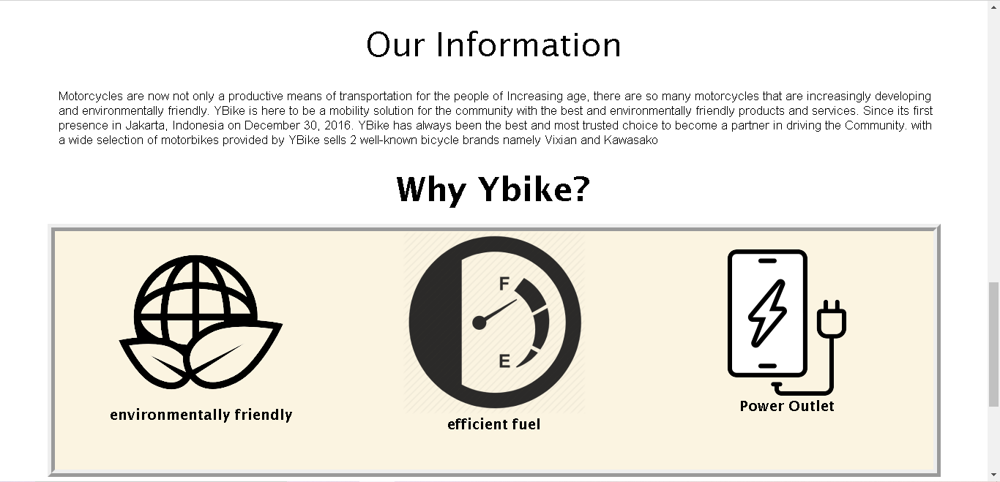 Our Information
Motorcycles are now not only a productive means of transportation for the people of Increasing age, there are so many motorcycles that are increasingly developing
and environmentally friendly. YBike is here to be a mobility solution for the community with the best and environmentally friendly products and services. Since its first
presence in Jakarta, Indonesia on December 30, 2016. YBike has always been the best and most trusted choice to become a partner in driving the Community. with
a wide selection of motorbikes provided by YBike sells 2 well-known bicycle brands namely Vixian and Kawasako
Why Ybike?
F
E
environmentally friendly
efficient fuel
Power Outlet